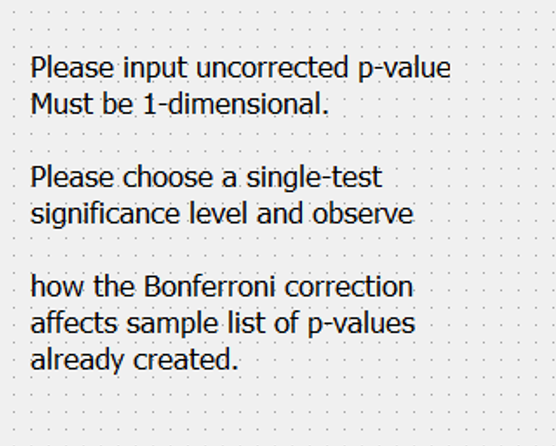 Please input uncorrected p-value
Must be 1-dimensional.
Please choose a single-test
significance level and observe
how the Bonferroni correction
affects sample list of p-values
already created.